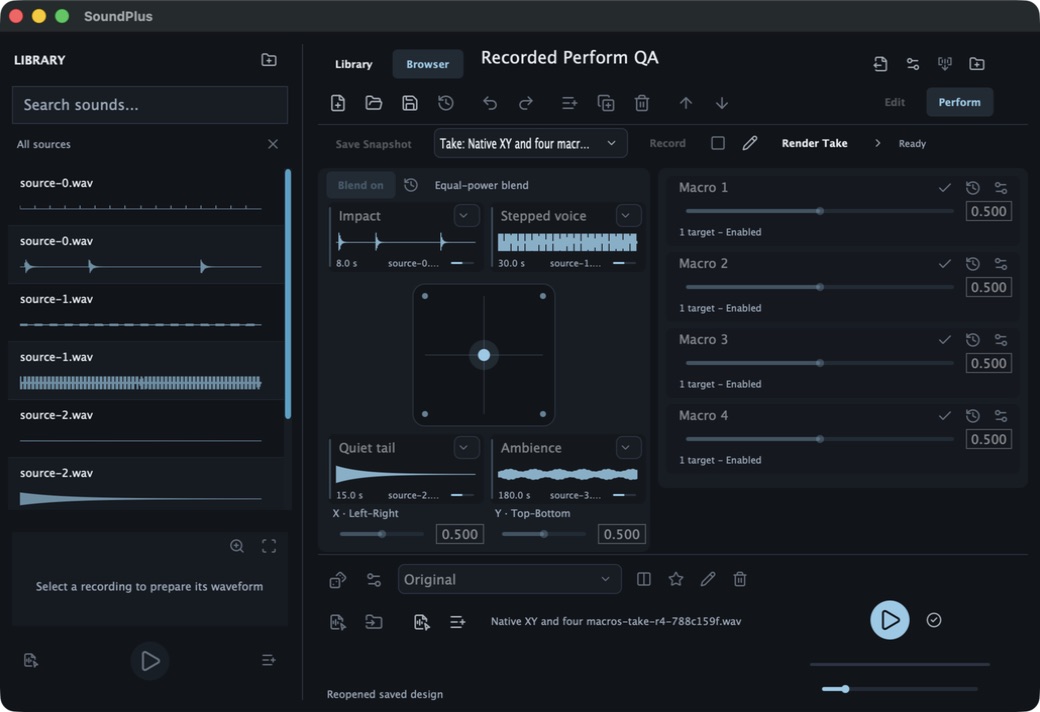 SoundPlus
LIBRARY
Search sounds...
All sources
source-0.wav
source-0.wav
source-1.wav
source-1.wav
source-2.wav
source-2.wav
Select a recording to prepare its waveform
Library
Browser
Recorded Perform QA
Edit
Perform
Save Snapshot
Take: Native XY and four macr...
Record
Render Take
Ready
Blend on
Equal-power blend
Impact
8.0 s
source-0....
Stepped voice
30.0 s
source-1....
Quiet tail
15.0 s
source-2....
Ambience
180.0 s
source-3....
X · Left-Right
0.500
Y · Top-Bottom
0.500
Macro 1
0.500
1 target – Enabled
Macro 2
0.500
1 target – Enabled
Macro 3
0.500
1 target – Enabled
Macro 4
0.500
1 target – Enabled
Original
Native XY and four macros-take-r4-788c159f.wav
Reopened saved design